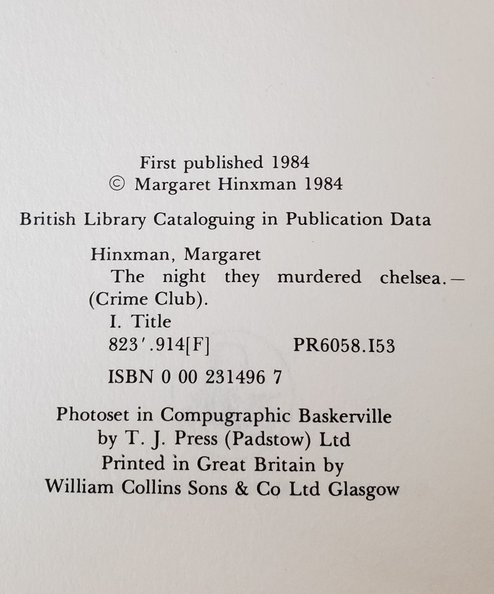 First published 1984
© Margaret Hinxman 1984
British Library Cataloguing in Publication Data
Hinxman, Margaret
The night they murdered chelsea.—
(Crime Club).
I. Title
823'.914[F] PR6058.I53
ISBN 0 00 231496 7
Photoset in Compugraphic Baskerville
by T. J. Press (Padstow) Ltd
Printed in Great Britain by
William Collins Sons & Co Ltd Glasgow